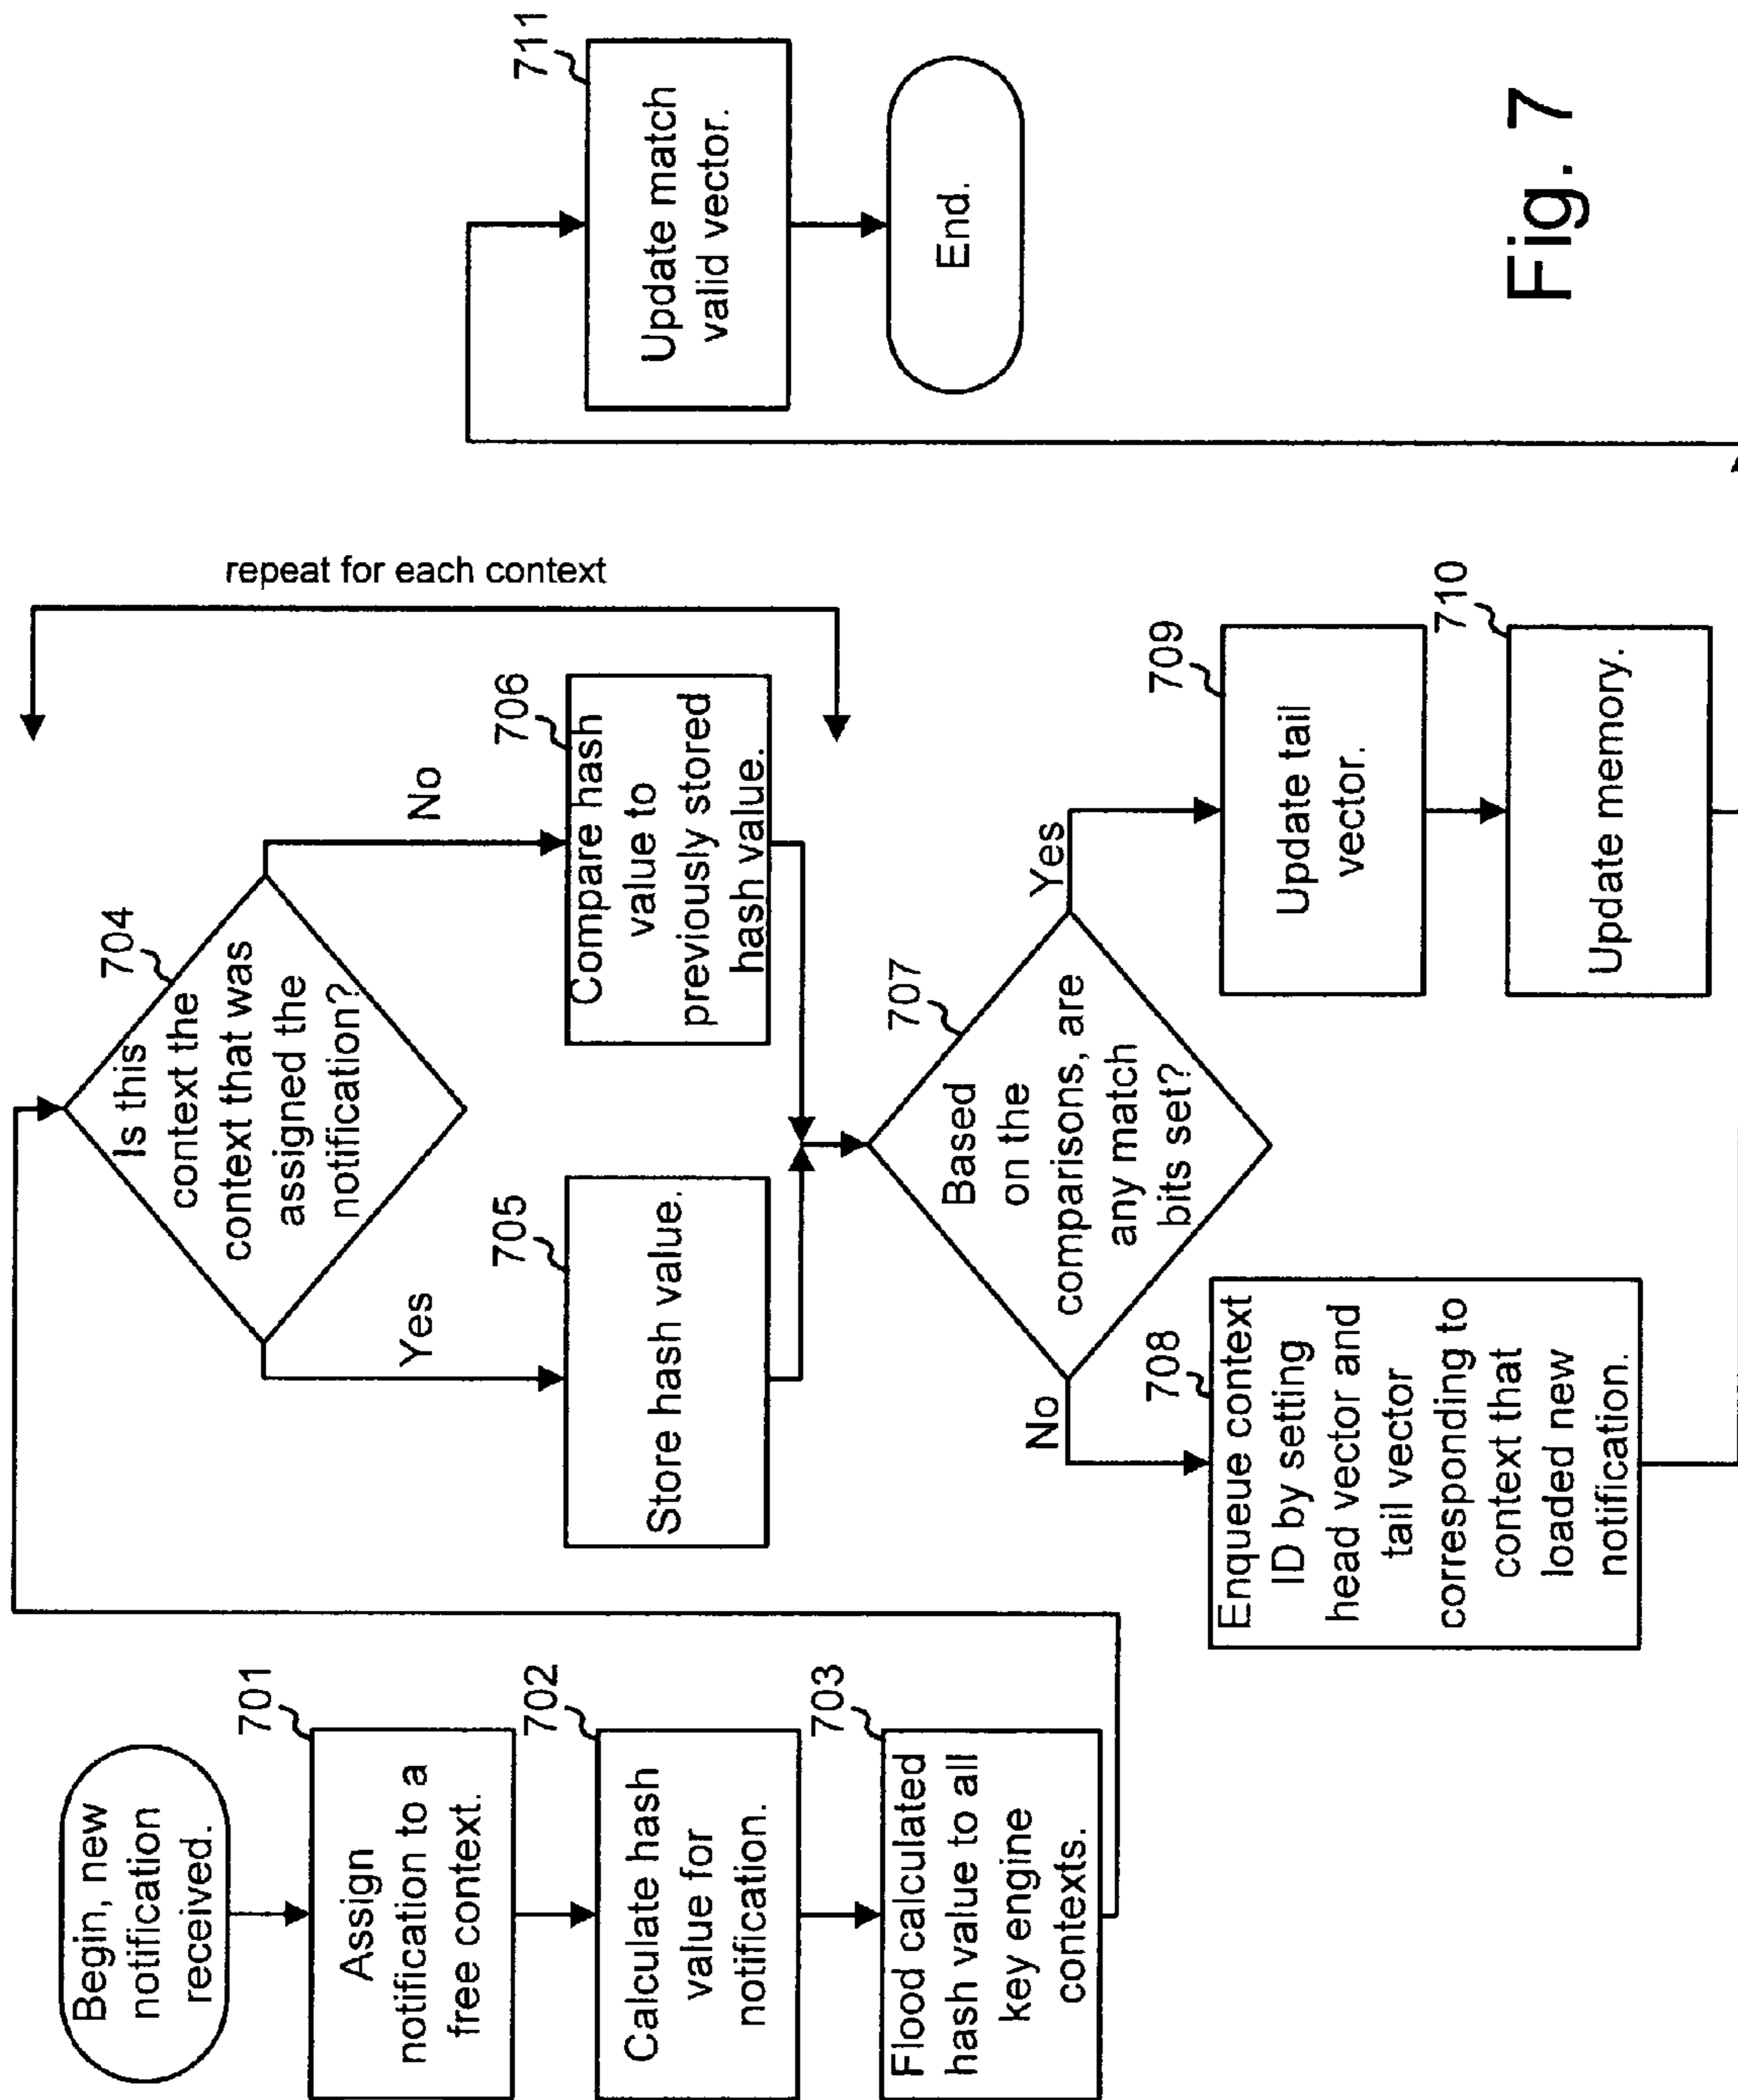 Begin, new
notification
received.
701
Assign
notification to a
free context.
702
Calculate hash
value for
notification.
703
Flood calculated
hash value to all
key engine
contexts.
704
Is this
context the
context that was
assigned the
notification?
Yes
No
705
Store hash value.
706
Compare hash
value to
previously stored
hash value.
repeat for each context
707
Based
on the
comparisons, are
any match
bits set?
No
Yes
708
Enqueue context
ID by setting
head vector and
tail vector
corresponding to
context that
loaded new
notification.
709
Update tail
vector.
710
Update memory.
711
Update match
valid vector.
End.
Fig. 7